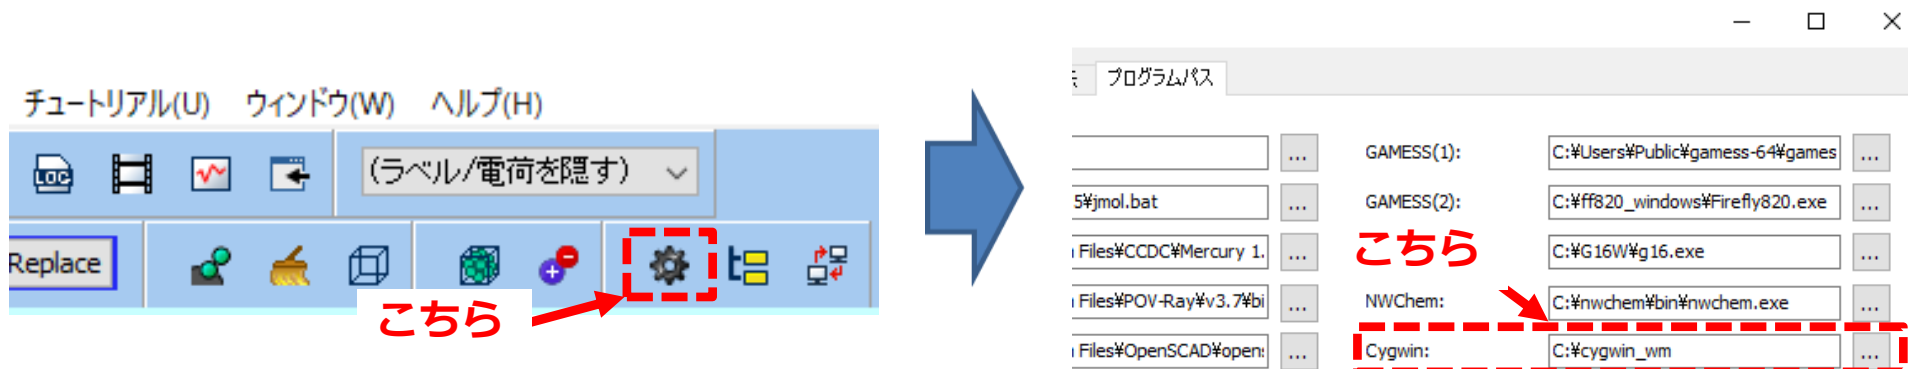 チュートリアル(U) ウィンドウ(W) ヘルプ(H)
LOG
(ラベル/電荷を隠す)
Replace
こちら
プログラムパス
... GAMESS(1): C:¥Users¥Public¥gamess-64¥games ...
5¥jmol.bat ... GAMESS(2): C:¥ff820_windows¥Firefly820.exe ...
Files¥CCDC¥Mercury 1. ... こちら C:¥G16W¥g16.exe ...
Files¥POV-Ray¥v3.7¥bi ... NWChem: C:¥nwchem¥bin¥nwchem.exe ...
Files¥OpenSCAD¥open: ... Cygwin: C:¥cygwin_wm ...